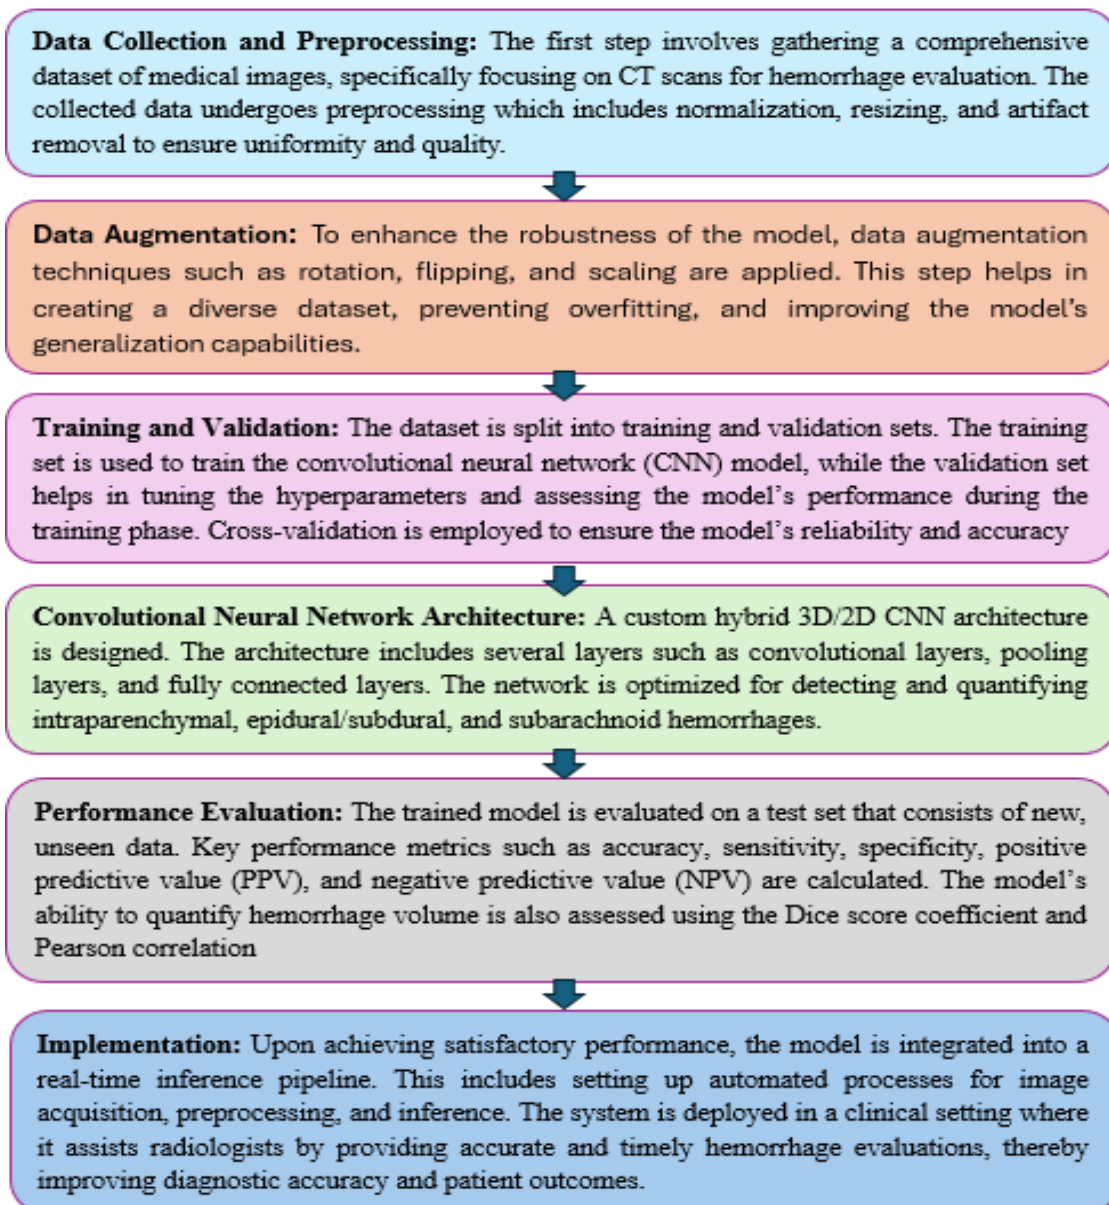 Data Collection and Preprocessing: The first step involves gathering a comprehensive
dataset of medical images, specifically focusing on CT scans for hemorrhage evaluation. The
collected data undergoes preprocessing which includes normalization, resizing, and artifact
removal to ensure uniformity and quality.
Data Augmentation: To enhance the robustness of the model, data augmentation
techniques such as rotation, flipping, and scaling are applied. This step helps in
creating a diverse dataset, preventing overfitting, and improving the model’s
generalization capabilities.
Training and Validation: The dataset is split into training and validation sets. The training
set is used to train the convolutional neural network (CNN) model, while the validation set
helps in tuning the hyperparameters and assessing the model’s performance during the
training phase. Cross-validation is employed to ensure the model’s reliability and accuracy
Convolutional Neural Network Architecture: A custom hybrid 3D/2D CNN architecture
is designed. The architecture includes several layers such as convolutional layers, pooling
layers, and fully connected layers. The network is optimized for detecting and quantifying
intraparenchymal, epidural/subdural, and subarachnoid hemorrhages.
Performance Evaluation: The trained model is evaluated on a test set that consists of new,
unseen data. Key performance metrics such as accuracy, sensitivity, specificity, positive
predictive value (PPV), and negative predictive value (NPV) are calculated. The model’s
ability to quantify hemorrhage volume is also assessed using the Dice score coefficient and
Pearson correlation
Implementation: Upon achieving satisfactory performance, the model is integrated into a
real-time inference pipeline. This includes setting up automated processes for image
acquisition, preprocessing, and inference. The system is deployed in a clinical setting where
it assists radiologists by providing accurate and timely hemorrhage evaluations, thereby
improving diagnostic accuracy and patient outcomes.